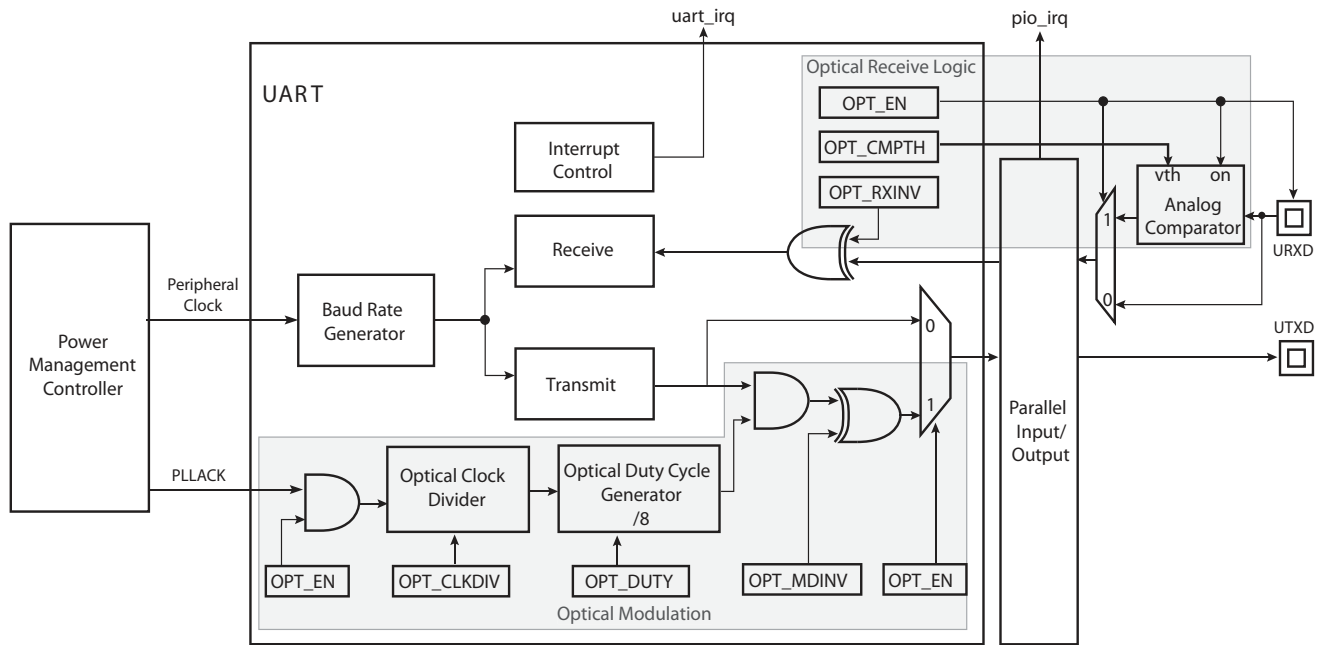 uart_irq
pio_irq
UART
Optical Receive Logic
OPT_EN
OPT_CMPTH
OPT_RXINV
Interrupt
Control
vth
on
Analog
Comparator
1
0
URXD
Receive
Peripheral
Clock
Power
Management
Controller
Baud Rate
Generator
Transmit
0
1
UTXD
Parallel
Input/
Output
PLLACK
Optical Clock
Divider
Optical Duty Cycle
Generator
/8
OPT_EN
OPT_CLKDIV
OPT_DUTY
OPT_MDINV
OPT_EN
Optical Modulation